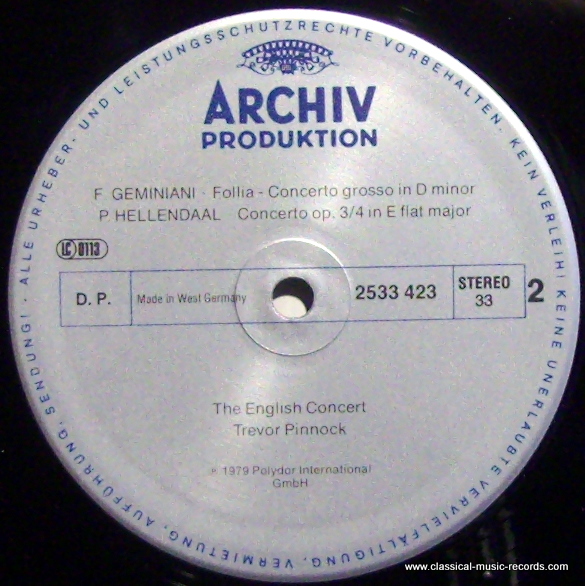 ALLE URHEBER- UND LEISTUNGSSCHUTZRECHTE VORBEHALTEN. KEIN VERLEIH! KEINE UNERLAUBTE VERVIELFÄLTIGUNG, VERMIETUNG, AUFFÜHRUNG, SENDUNG! ·
ARCHIV
PRODUKTION
F. GEMINIANI · Follia - Concerto grosso in D minor
P. HELLENDAAL Concerto op. 3/4 in E flat major
LC 0113
D. P.
Made in West Germany
2533 423
STEREO
33
2
The English Concert
Trevor Pinnock
℗ 1979 Polydor International
GmbH
www.classical-music-records.com